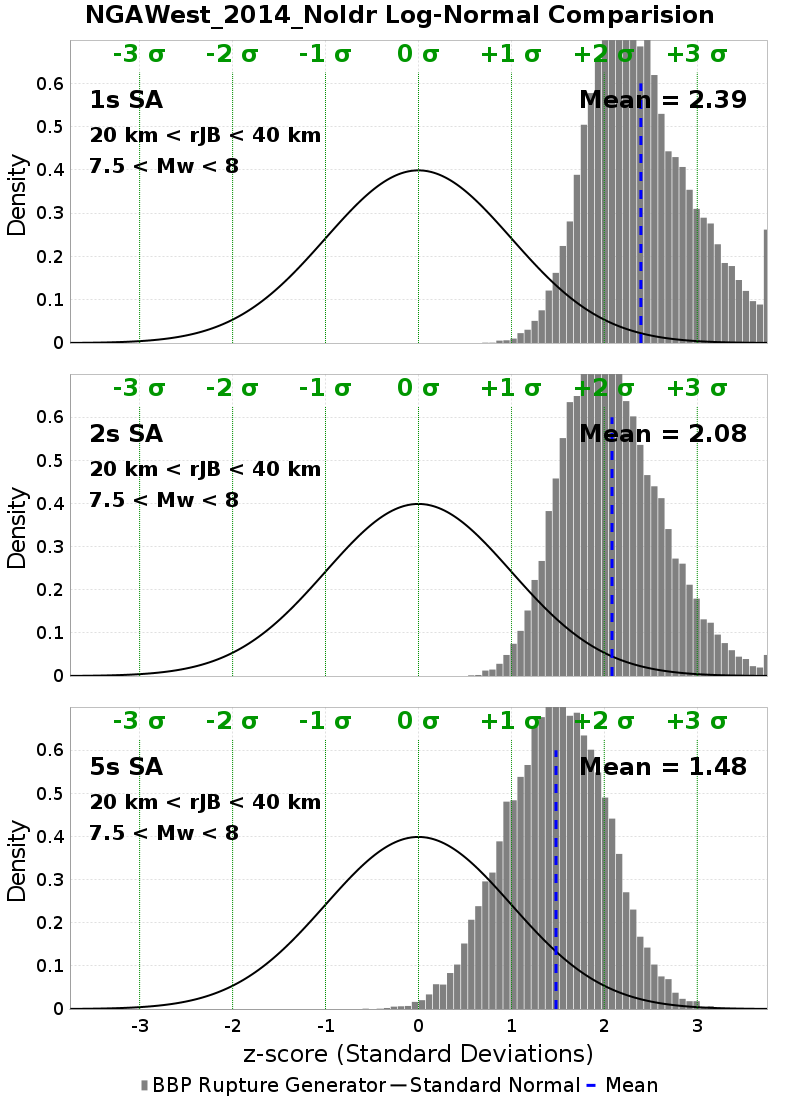 NGAWest_2014_NoIdr Log-Normal Comparision
-3 σ -2 σ -1 σ 0 σ +1 σ +2 σ +3 σ
1s SA
Mean = 2.39
20 km < rJB < 40 km
7.5 < Mw < 8
Density
0.6
0.5
0.4
0.3
0.2
0.1
0
-3 σ -2 σ -1 σ 0 σ +1 σ +2 σ +3 σ
2s SA
Mean = 2.08
20 km < rJB < 40 km
7.5 < Mw < 8
Density
0.6
0.5
0.4
0.3
0.2
0.1
0
-3 σ -2 σ -1 σ 0 σ +1 σ +2 σ +3 σ
5s SA
Mean = 1.48
20 km < rJB < 40 km
7.5 < Mw < 8
Density
0.6
0.5
0.4
0.3
0.2
0.1
0
-3 -2 -1 0 1 2 3
z-score (Standard Deviations)
BBP Rupture Generator Standard Normal Mean